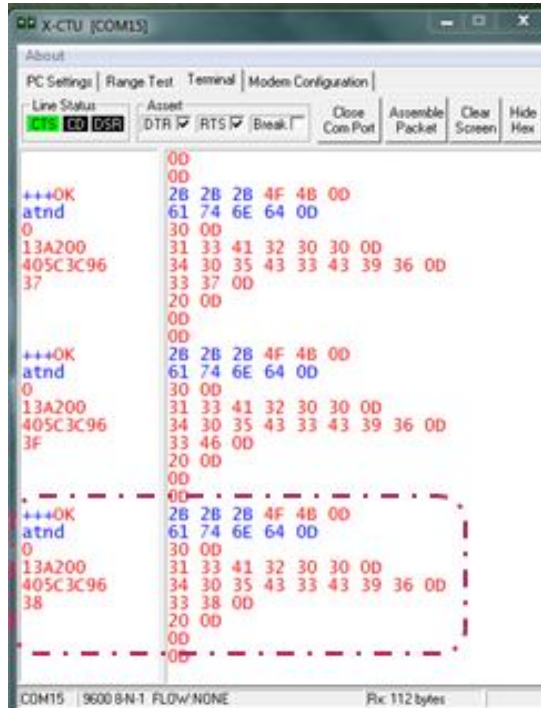 X-CTU [COM15]
About
PC Settings | Range Test | Terminal | Modem Configuration
Line Status
CTS CD DSR
Assert
DTR RTS Break
Close Com Port
Assemble Packet
Clear Screen
Hide Hex
0D
0D
+++OK 2B 2B 2B 4F 4B 0D
atnd 61 74 6E 64 0D
0 30 0D
13A200 31 33 41 32 30 30 0D
405C3C96 34 30 35 43 33 43 39 36 0D
37 33 37 0D
20 0D
0D
0D
+++OK 2B 2B 2B 4F 4B 0D
atnd 61 74 6E 64 0D
0 30 0D
13A200 31 33 41 32 30 30 0D
405C3C96 34 30 35 43 33 43 39 36 0D
3F 33 46 0D
20 0D
0D
0D
+++OK 2B 2B 2B 4F 4B 0D
atnd 61 74 6E 64 0D
0 30 0D
13A200 31 33 41 32 30 30 0D
405C3C96 34 30 35 43 33 43 39 36 0D
38 33 38 0D
20 0D
0D
0D
COM15 9600 8-N-1 FLOW:NONE Rx: 112 bytes